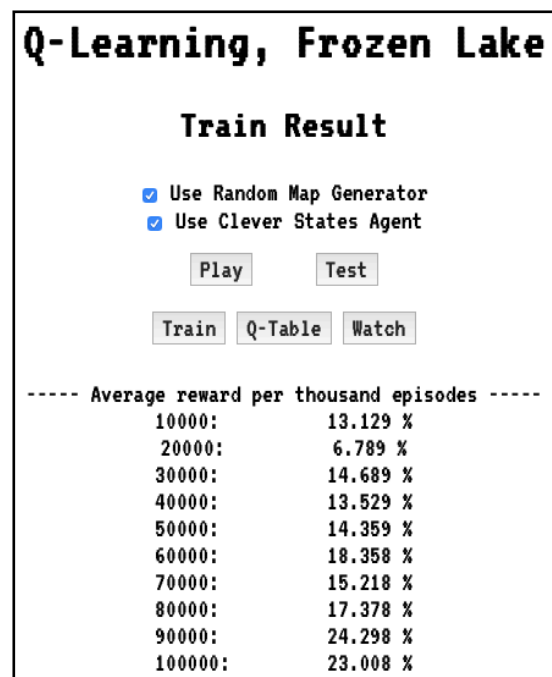 Q-Learning, Frozen Lake
Train Result
Use Random Map Generator
Use Clever States Agent
Play Test
Train Q-Table Watch
----- Average reward per thousand episodes -----
10000: 13.129 %
20000: 6.789 %
30000: 14.689 %
40000: 13.529 %
50000: 14.359 %
60000: 18.358 %
70000: 15.218 %
80000: 17.378 %
90000: 24.298 %
100000: 23.008 %